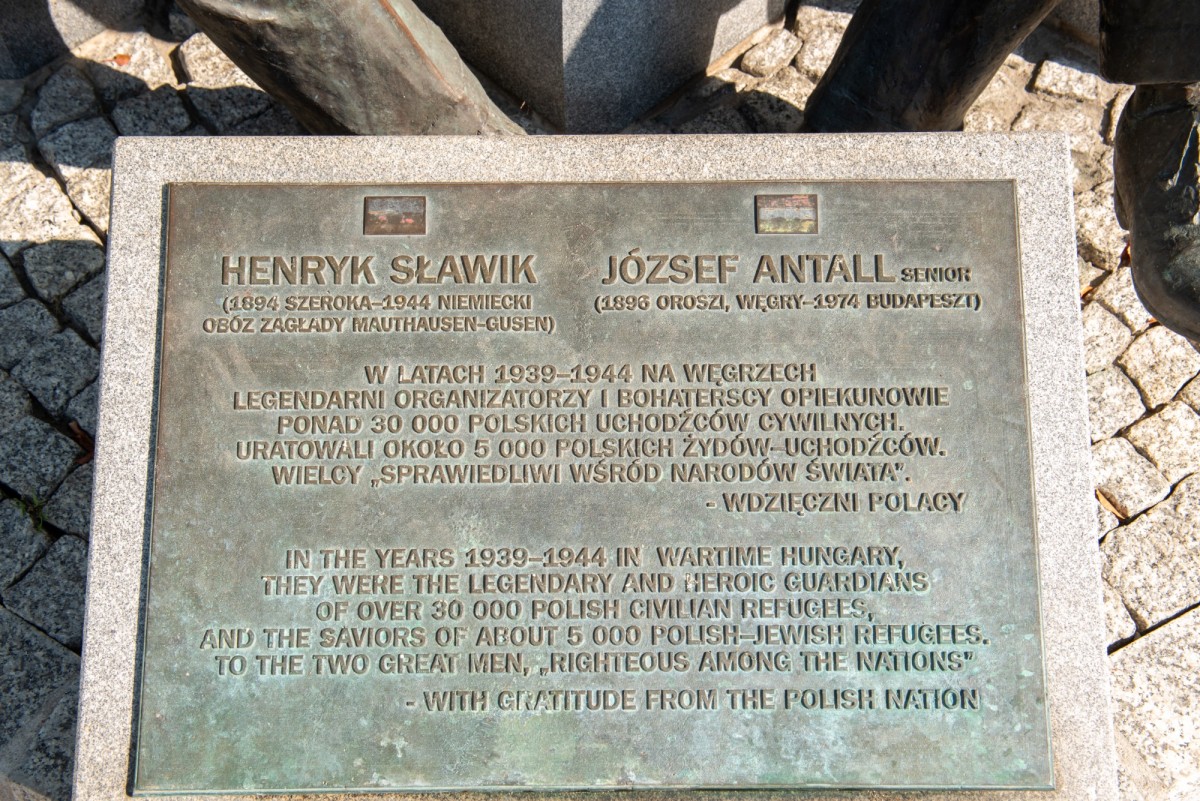 HENRYK SŁAWIK
(1894 SZEROKA–1944 NIEMIECKI
OBÓZ ZAGŁADY MAUTHAUSEN–GUSEN)
JÓZSEF ANTALL SENIOR
(1896 OROSZI, WĘGRY–1974 BUDAPESZT)
W LATACH 1939–1944 NA WĘGRZECH
LEGENDARNI ORGANIZATORZY I BOHATERSCY OPIEKUNOWIE
PONAD 30 000 POLSKICH UCHODŹCÓW CYWILNYCH.
URATOWALI OKOŁO 5 000 POLSKICH ŻYDÓW–UCHODŹCÓW.
WIELCY „SPRAWIEDLIWI WŚRÓD NARODÓW ŚWIATA”.
- WDZIĘCZNI POLACY
IN THE YEARS 1939–1944 IN WARTIME HUNGARY,
THEY WERE THE LEGENDARY AND HEROIC GUARDIANS
OF OVER 30 000 POLISH CIVILIAN REFUGEES,
AND THE SAVIORS OF ABOUT 5 000 POLISH–JEWISH REFUGEES.
TO THE TWO GREAT MEN, „RIGHTEOUS AMONG THE NATIONS”
- WITH GRATITUDE FROM THE POLISH NATION